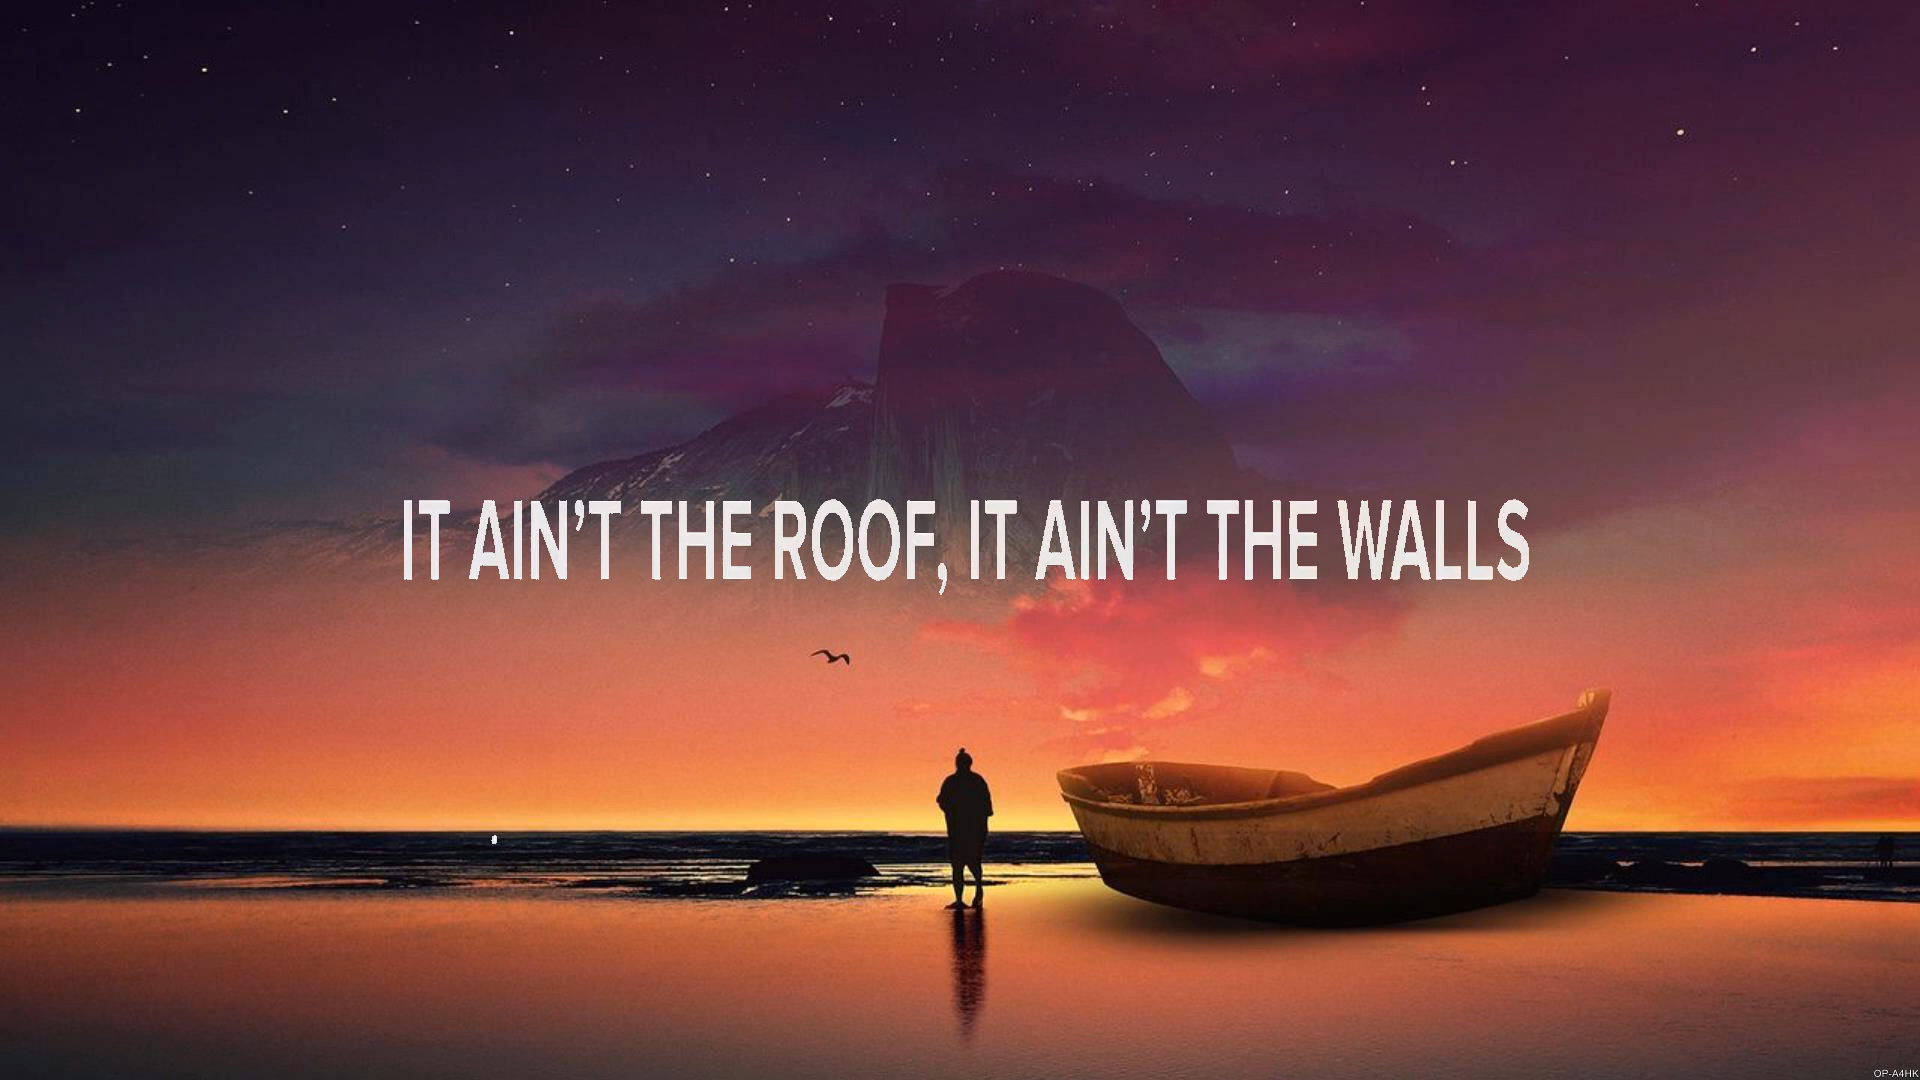 IT AIN’T THE ROOF, IT AIN’T THE WALLS
OP-A4HK